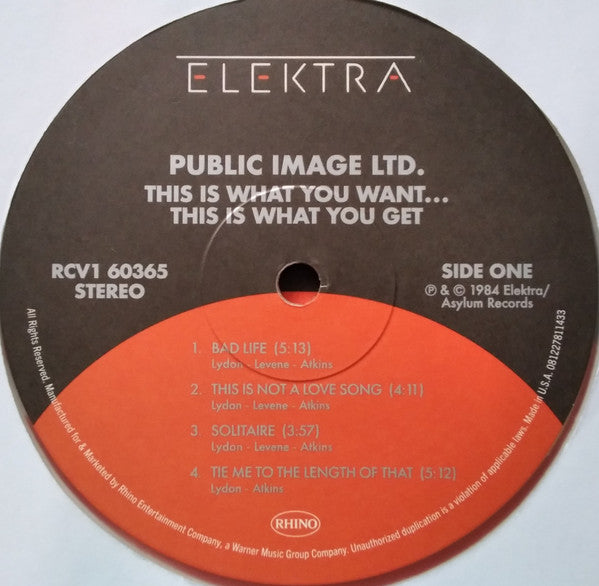 ELEKTRA
PUBLIC IMAGE LTD.
THIS IS WHAT YOU WANT...
THIS IS WHAT YOU GET
RCV1 60365
STEREO
SIDE ONE
℗ & © 1984 Elektra/
Asylum Records
1. BAD LIFE (5:13)
Lydon - Levene - Atkins
2. THIS IS NOT A LOVE SONG (4:11)
Lydon - Levene - Atkins
3. SOLITAIRE (3:57)
Lydon - Levene - Atkins
4. TIE ME TO THE LENGTH OF THAT (5:12)
Lydon - Atkins
RHINO
All Rights Reserved. Manufactured for & Marketed by Rhino Entertainment Company, a Warner Music Group Company. Unauthorized duplication is a violation of applicable laws. Made in U.S.A. 081227811433